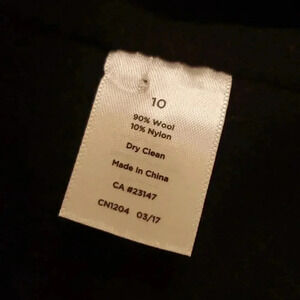 10
90% Wool
10% Nylon
Dry Clean
Made in China
CA #23147
CN1204 03/17